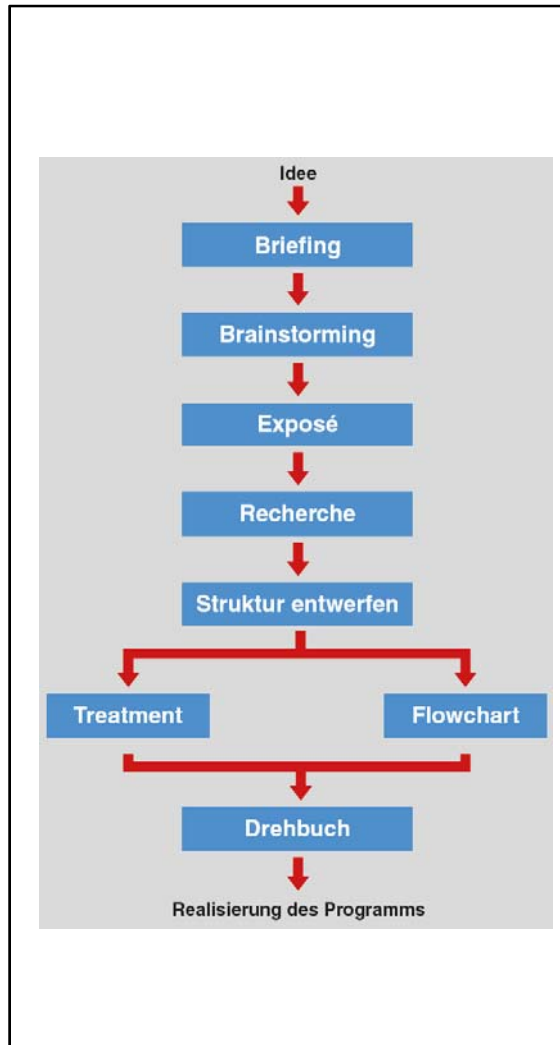 Idee
Briefing
Brainstorming
Exposé
Recherche
Struktur entwerfen
Treatment
Flowchart
Drehbuch
Realisierung des Programms